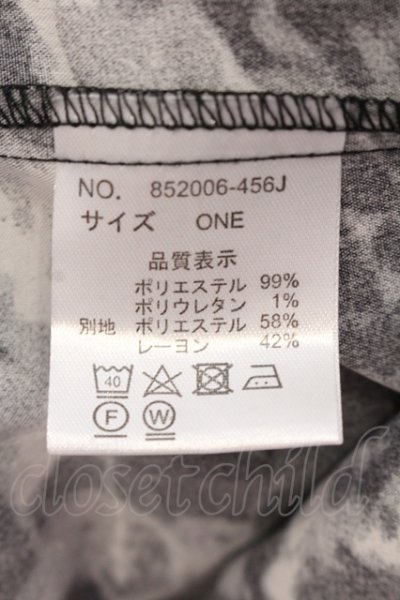 NO. 852006-456J
サイズ ONE
品質表示
ポリエステル 99%
ポリウレタン 1%
別地 ポリエステル 58%
レーヨン 42%
40
F W
closetchild